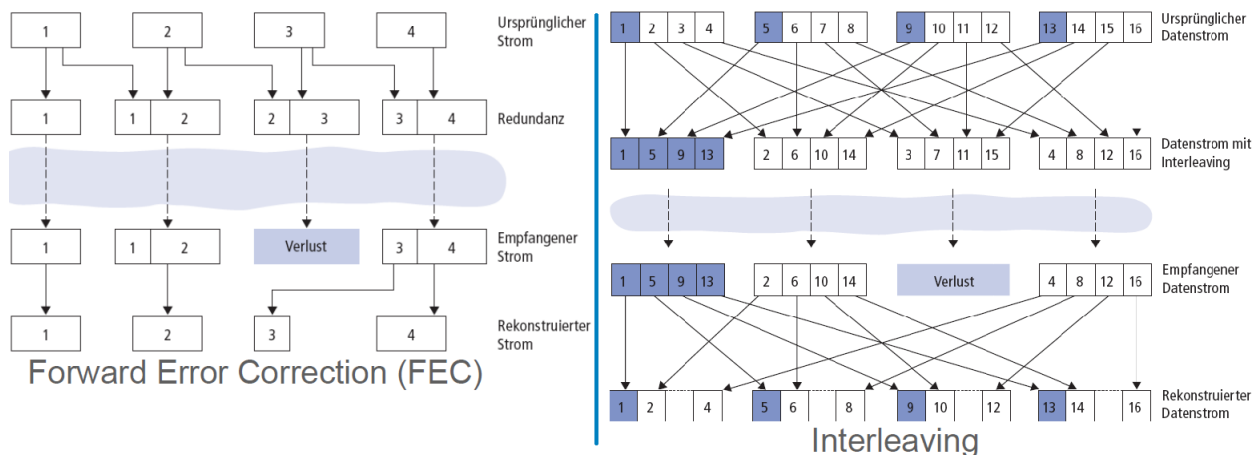 1 2 3 4 Ursprünglicher
Strom
1 1 2 2 3 3 4 Redundanz
1 1 2 Verlust 3 4 Empfangener
Strom
1 2 3 4 Rekonstruierter
Strom
Forward Error Correction (FEC)
1 2 3 4 5 6 7 8 9 10 11 12 13 14 15 16 Ursprünglicher
Datenstrom
1 5 9 13 2 6 10 14 3 7 11 15 4 8 12 16 Datenstrom mit
Interleaving
1 5 9 13 2 6 10 14 Verlust 4 8 12 16 Empfangener
Datenstrom
1 2 4 5 6 8 9 10 12 13 14 16 Rekonstruierter
Datenstrom
Interleaving